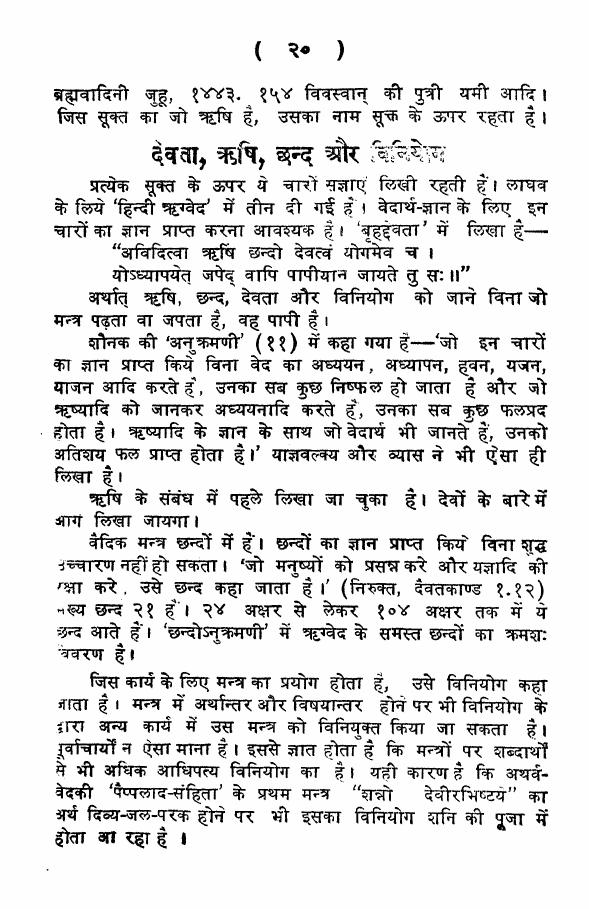 ( २० )
ब्रह्मवादिनी जुहू, १४४३. १५४ विवस्वान् की पुत्री यमी आदि।
जिस सूक्त का जो ऋषि है, उसका नाम सूक्त के ऊपर रहता है।
देवता, ऋषि, छन्द और विनियोग
प्रत्येक सूक्त के ऊपर ये चारों सज्ञाएं लिखी रहती हैं। लाघव
के लिये ‘हिन्दी ऋग्वेद’ में तीन दी गई हैं। वेदार्थ-ज्ञान के लिए इन
चारों का ज्ञान प्राप्त करना आवश्यक है। ‘बृहद्देवता’ में लिखा है—
“अविदित्वा ऋषिं छन्दो देवत्वं योगमेव च ।
योऽध्यापयेत् जपेद् वापि पापीयान् जायते तु सः॥”
अर्थात् ऋषि, छन्द, देवता और विनियोग को जाने विना जो
मन्त्र पढ़ता वा जपता है, वह पापी है।
शौनक की ‘अनुक्रमणी’ (११) में कहा गया है—‘जो इन चारों
का ज्ञान प्राप्त किये विना वेद का अध्ययन, अध्यापन, हवन, यजन,
याजन आदि करते हैं, उनका सब कुछ निष्फल हो जाता है और जो
ऋष्यादि को जानकर अध्ययनादि करते हैं, उनका सब कुछ फलप्रद
होता है। ऋष्यादि के ज्ञान के साथ जो वेदार्थ भी जानते हैं, उनको
अतिशय फल प्राप्त होता है।’ याज्ञवल्क्य और व्यास ने भी ऐसा ही
लिखा है।
ऋषि के संबंध में पहले लिखा जा चुका है। देवों के बारे में
आगे लिखा जायगा।
वैदिक मन्त्र छन्दों में हैं। छन्दों का ज्ञान प्राप्त किये विना शुद्ध
उच्चारण नहीं हो सकता। ‘जो मनुष्यों को प्रसन्न करे और यज्ञादि की
रक्षा करे, उसे छन्द कहा जाता है।’ (निरुक्त, दैवतकाण्ड १.१२)
मुख्य छन्द २१ हैं। २४ अक्षर से लेकर १०४ अक्षर तक में ये
छन्द आते हैं। ‘छन्दोऽनुक्रमणी’ में ऋग्वेद के समस्त छन्दों का क्रमशः
विवरण है।
जिस कार्य के लिए मन्त्र का प्रयोग होता है, उसे विनियोग कहा
जाता है। मन्त्र में अर्थान्तर और विषयान्तर होने पर भी विनियोग के
द्वारा अन्य कार्य में उस मन्त्र को विनियुक्त किया जा सकता है।
पूर्वाचार्यों ने ऐसा माना है। इससे ज्ञात होता है कि मन्त्रों पर शब्दार्थों
से भी अधिक आधिपत्य विनियोग का है। यही कारण है कि अथर्व-
वेदकी ‘पैप्पलाद-संहिता’ के प्रथम मन्त्र “शन्नो देवीरभिष्टये” का
अर्थ दिव्य-जल-परक होने पर भी इसका विनियोग शनि की पूजा में
होता आ रहा है ।